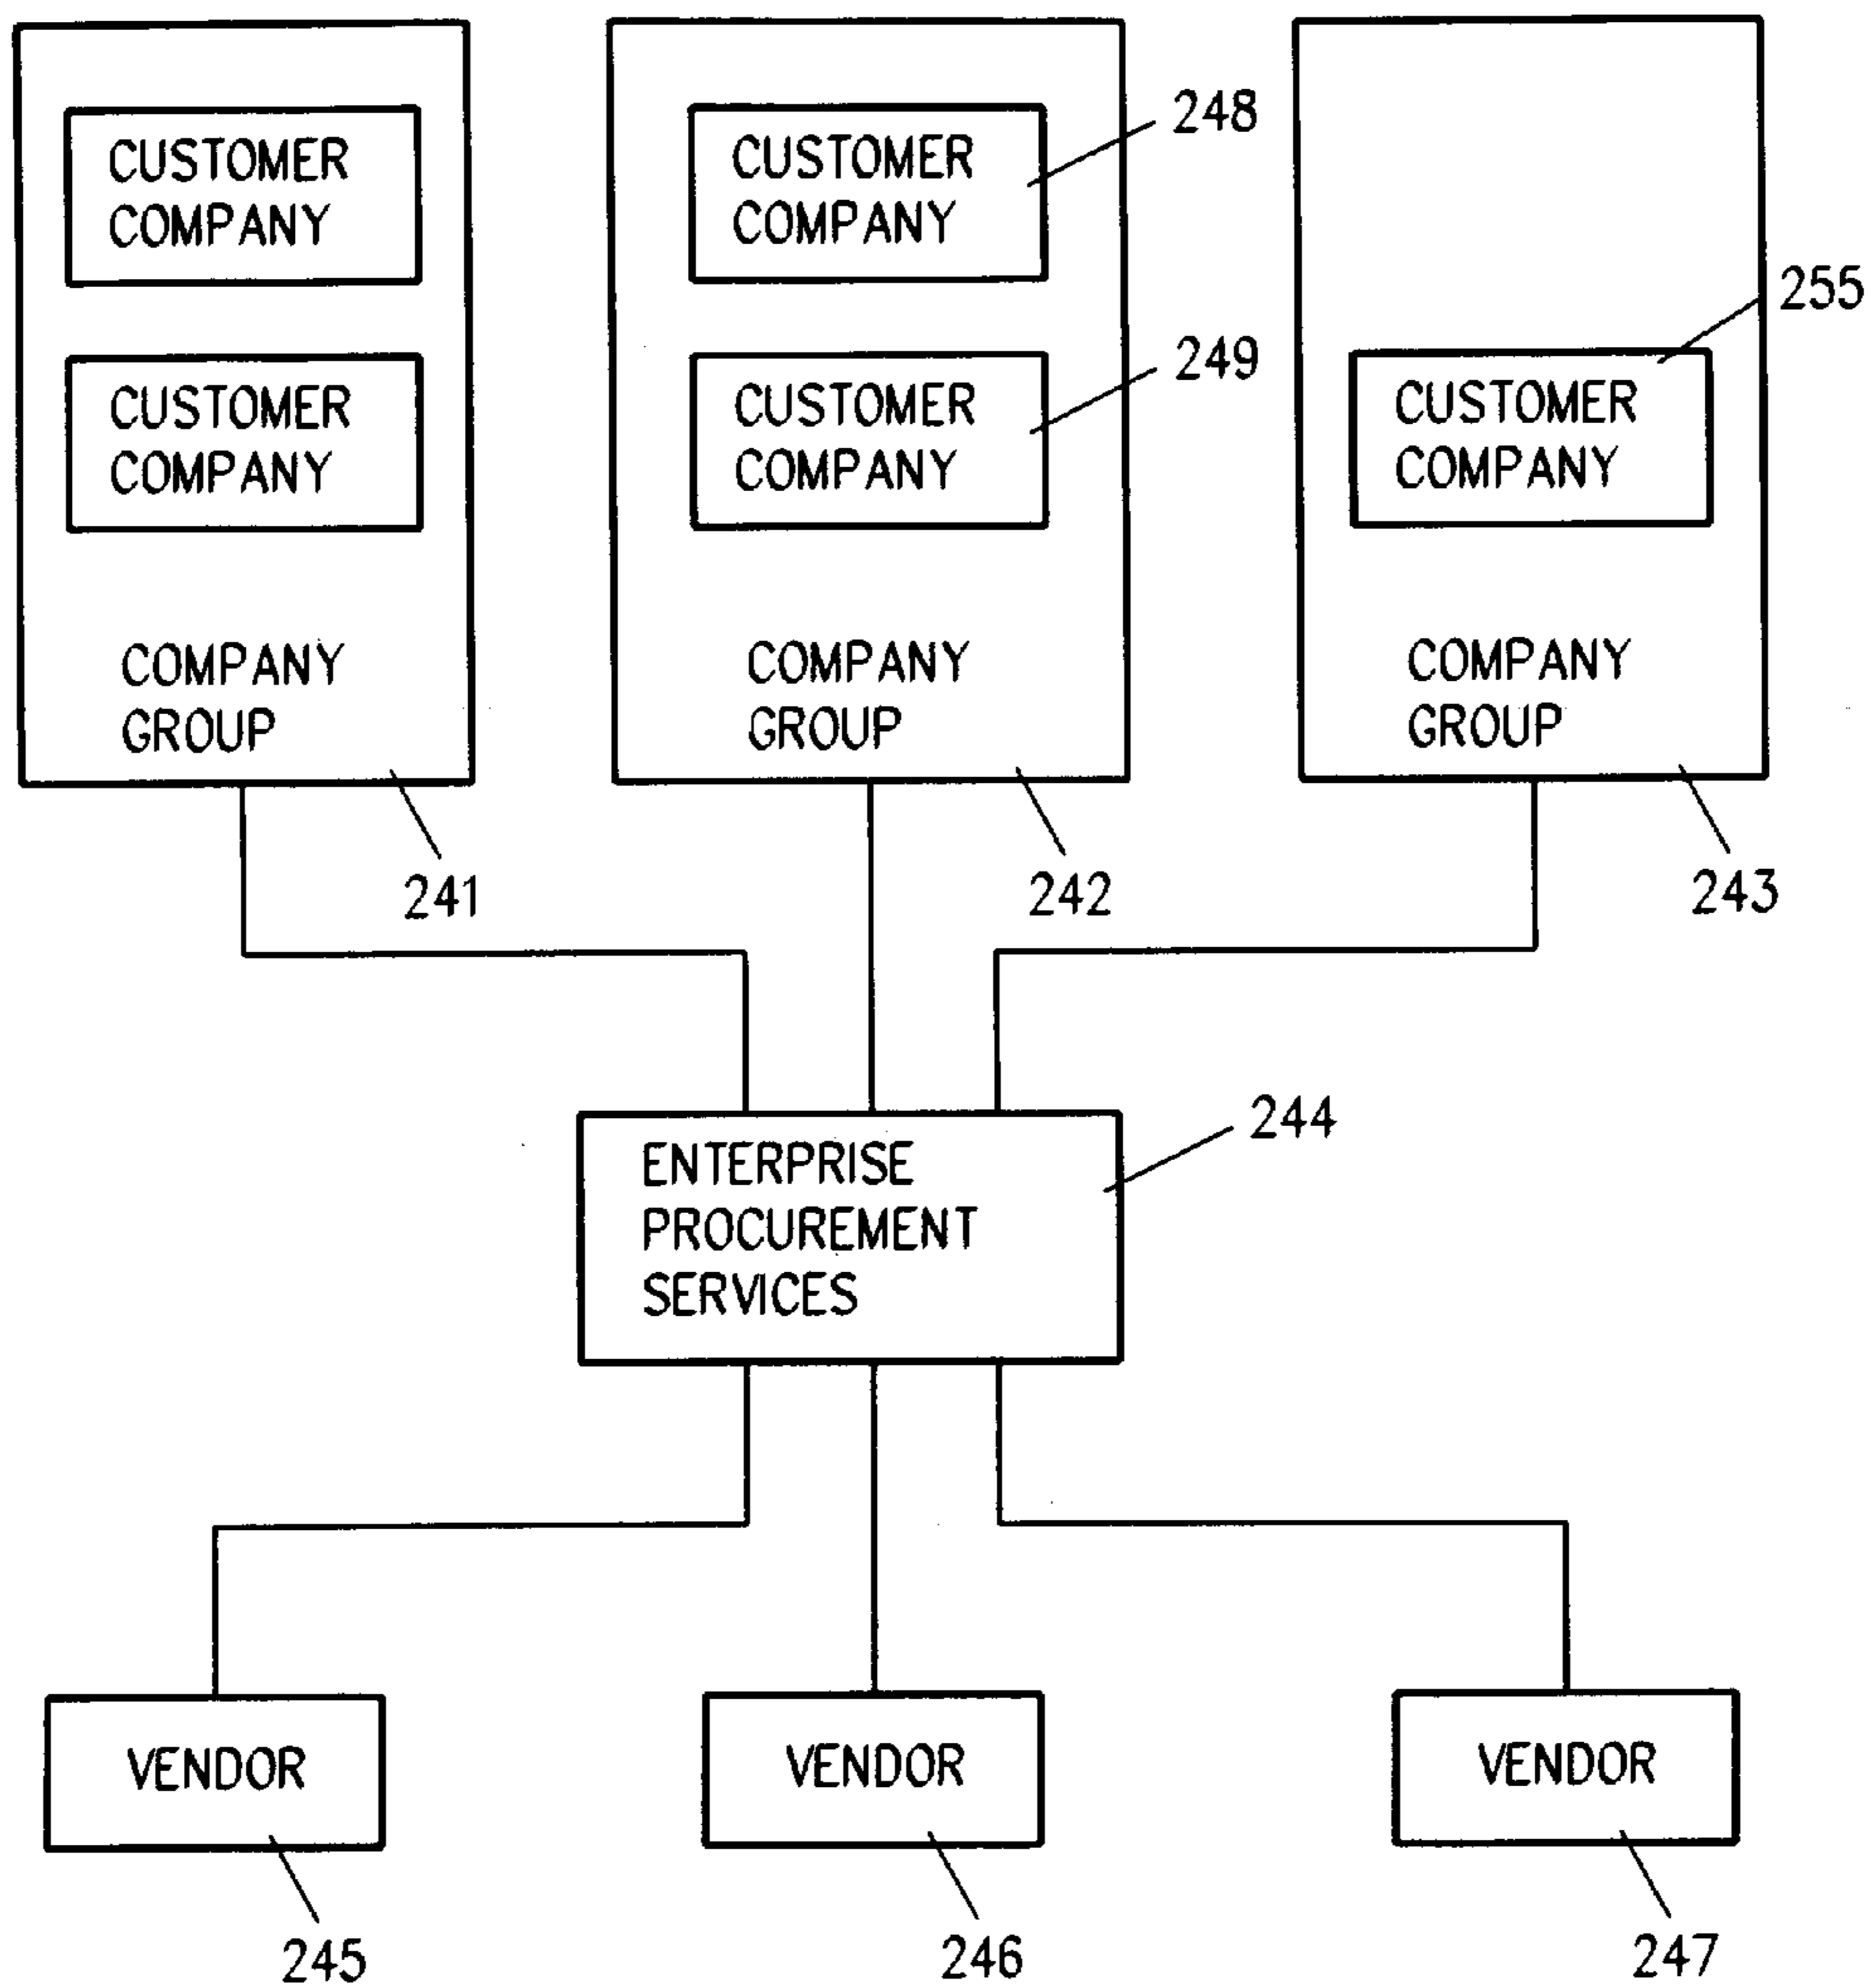 CUSTOMER
COMPANY
CUSTOMER
COMPANY
COMPANY
GROUP
241
CUSTOMER
COMPANY
248
CUSTOMER
COMPANY
249
COMPANY
GROUP
242
CUSTOMER
COMPANY
255
COMPANY
GROUP
243
ENTERPRISE
PROCUREMENT
SERVICES
244
VENDOR
245
VENDOR
246
VENDOR
247